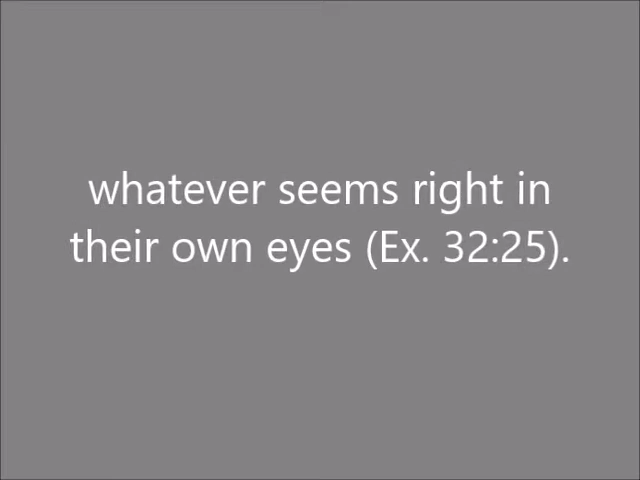 whatever seems right in
their own eyes (Ex. 32:25).